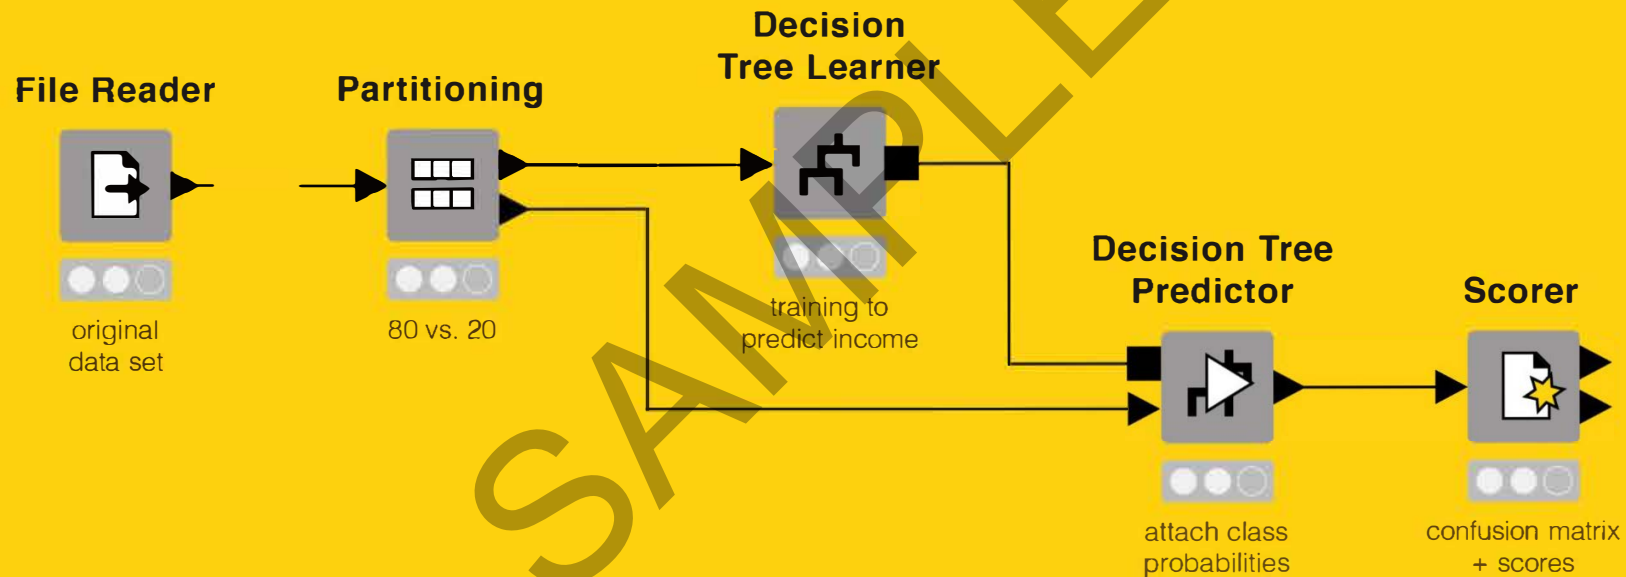 File Reader
original
data set
Partitioning
80 vs. 20
Decision
Tree Learner
training to
predict income
Decision Tree
Predictor
attach class
probabilities
Scorer
confusion matrix
+ scores
SAMPLE